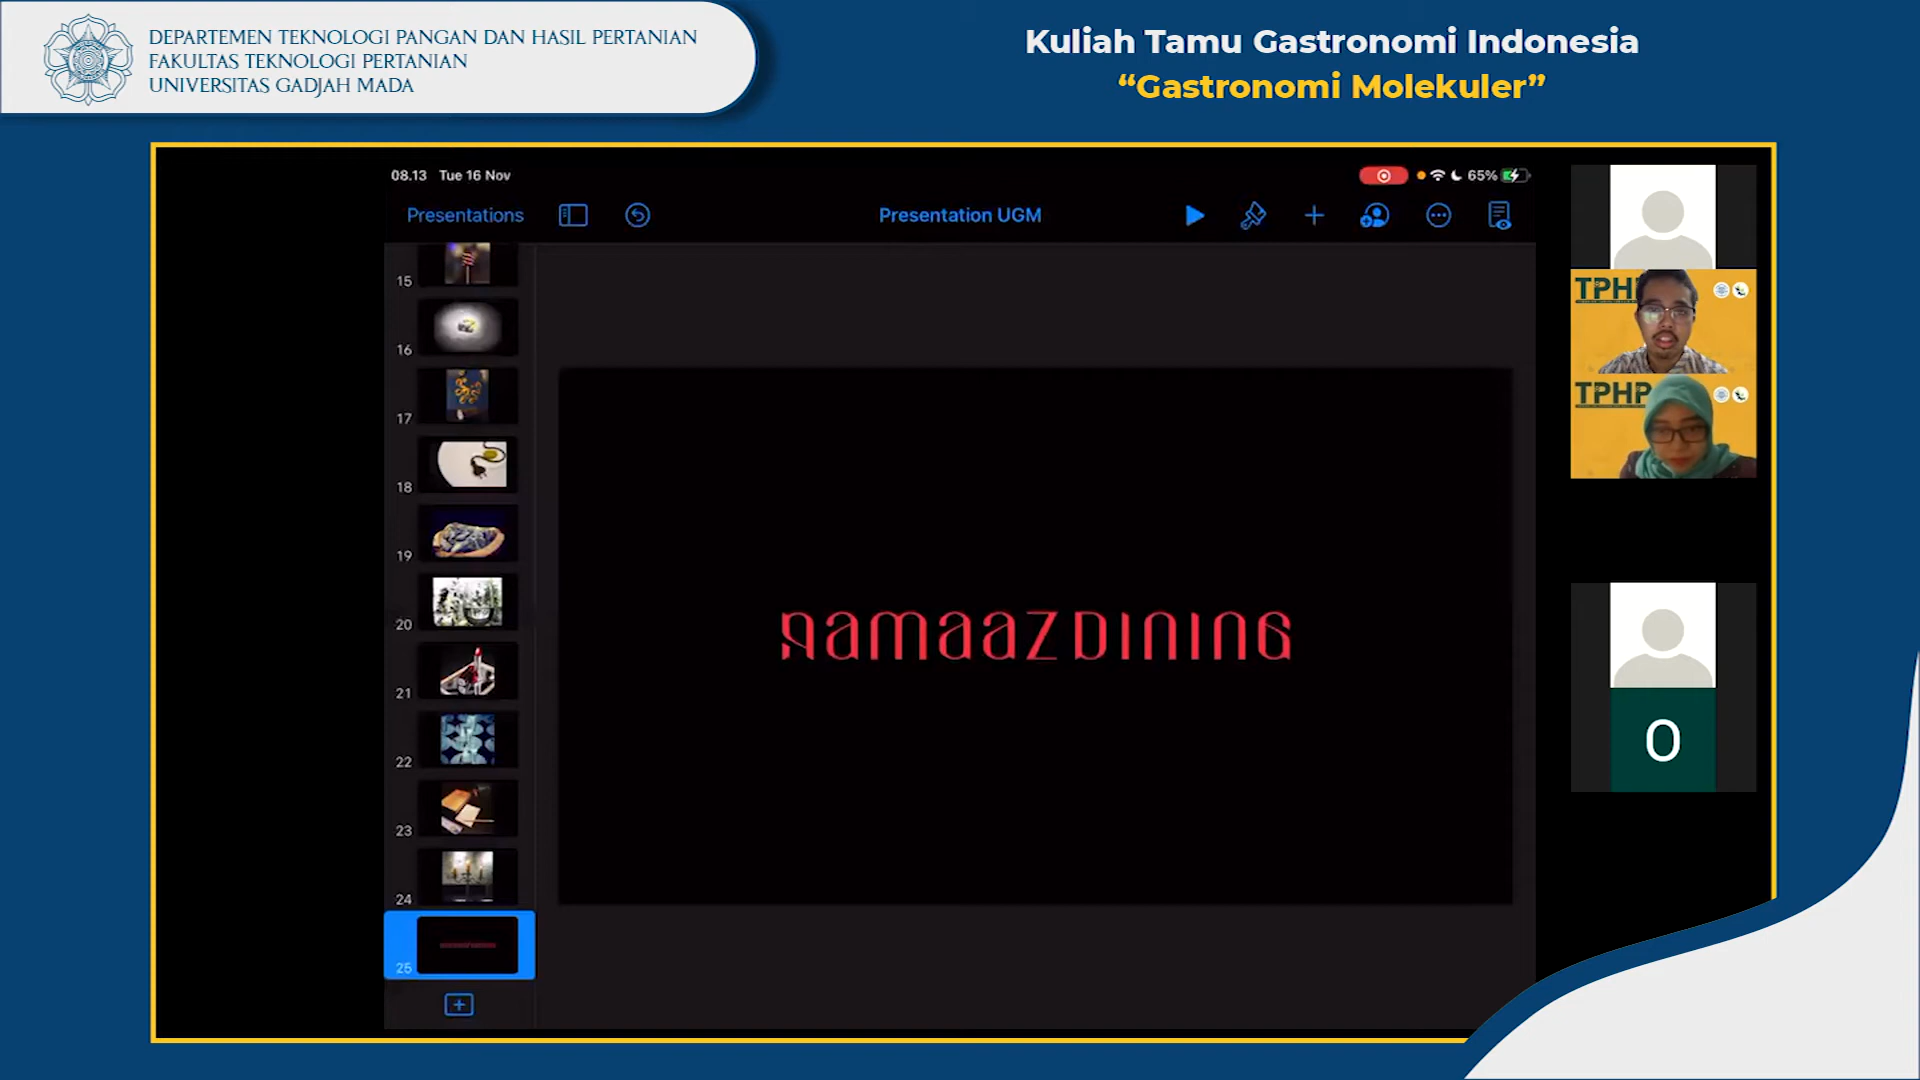 DEPARTEMEN TEKNOLOGI PANGAN DAN HASIL PERTANIAN
FAKULTAS TEKNOLOGI PERTANIAN
UNIVERSITAS GADJAH MADA
Kuliah Tamu Gastronomi Indonesia
“Gastronomi Molekuler”
08.13 Tue 16 Nov
65%
Presentations
Presentation UGM
15
16
17
18
19
20
21
22
23
24
25
namaaz dining
TPHP
TPHP
O